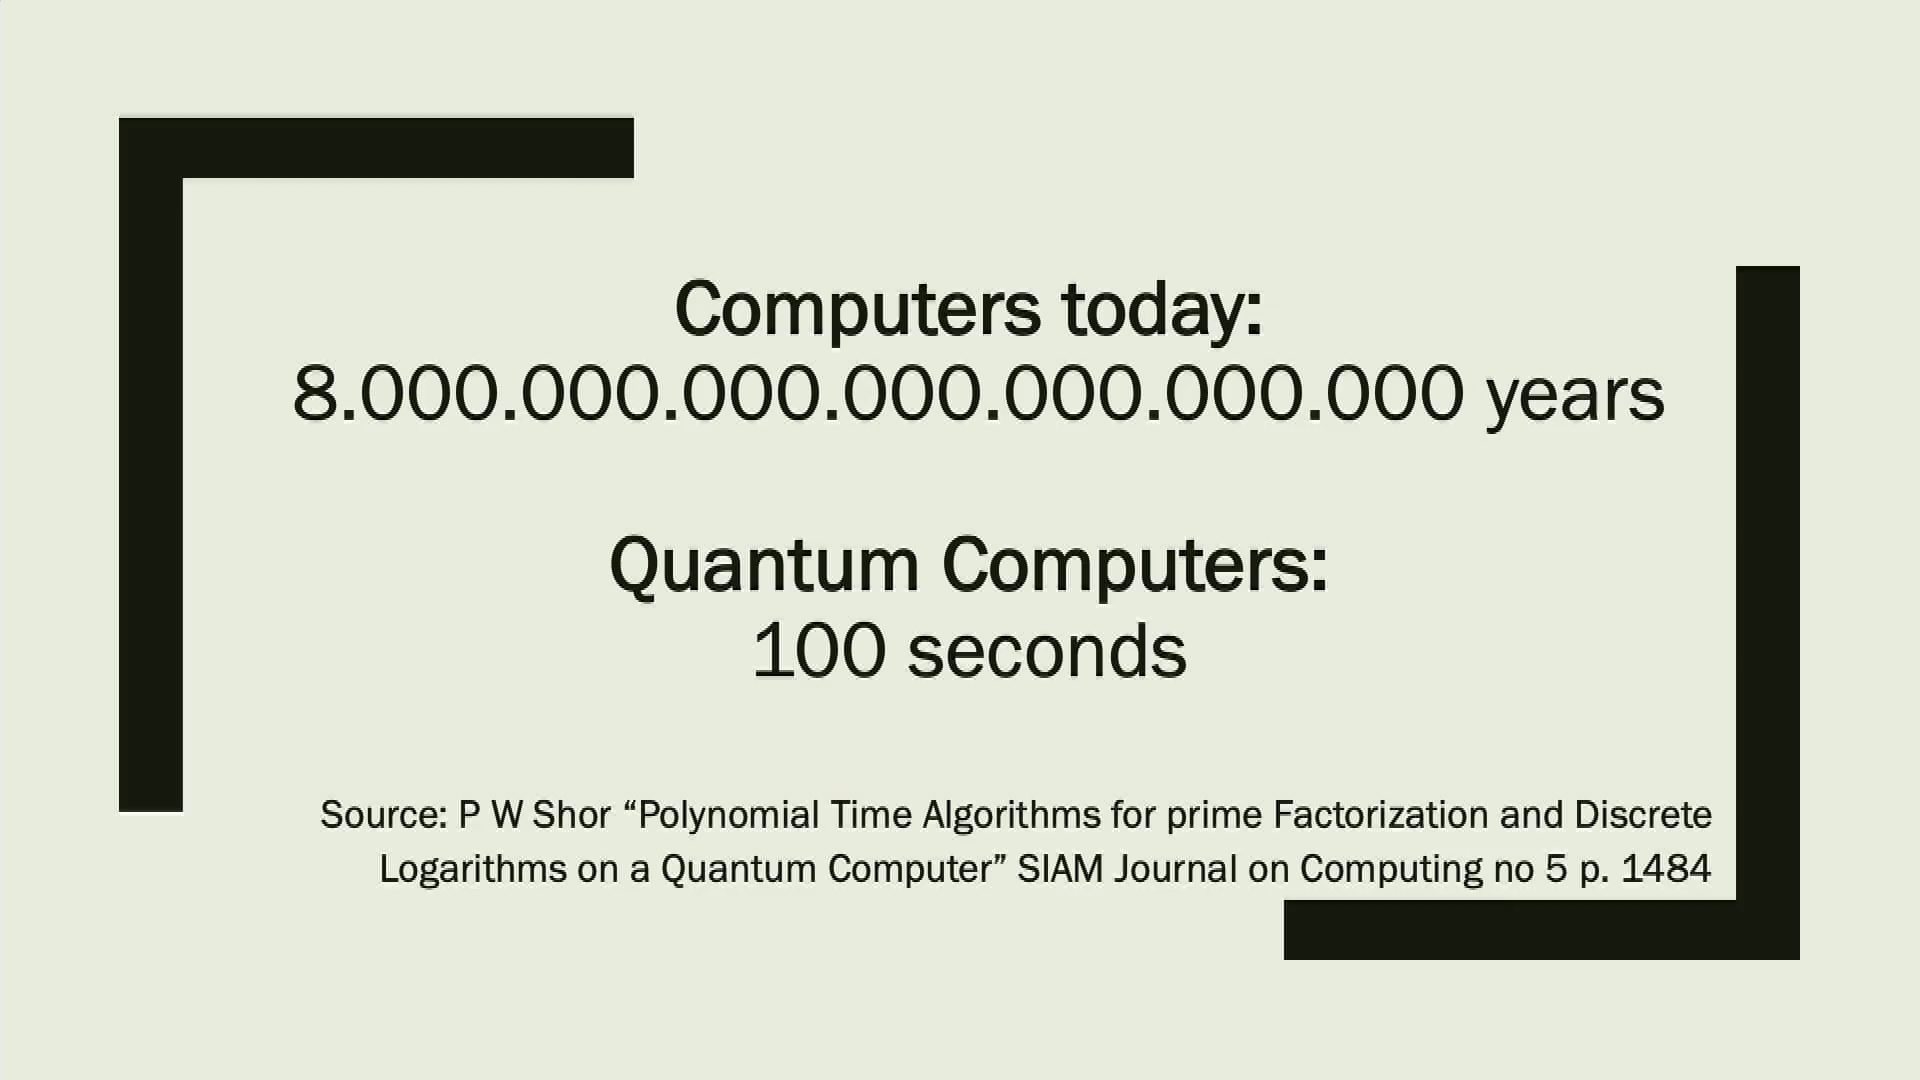 Computers today:
8.000.000.000.000.000.000.000 years
Quantum Computers:
100 seconds
Source: P W Shor “Polynomial Time Algorithms for prime Factorization and Discrete
Logarithms on a Quantum Computer” SIAM Journal on Computing no 5 p. 1484